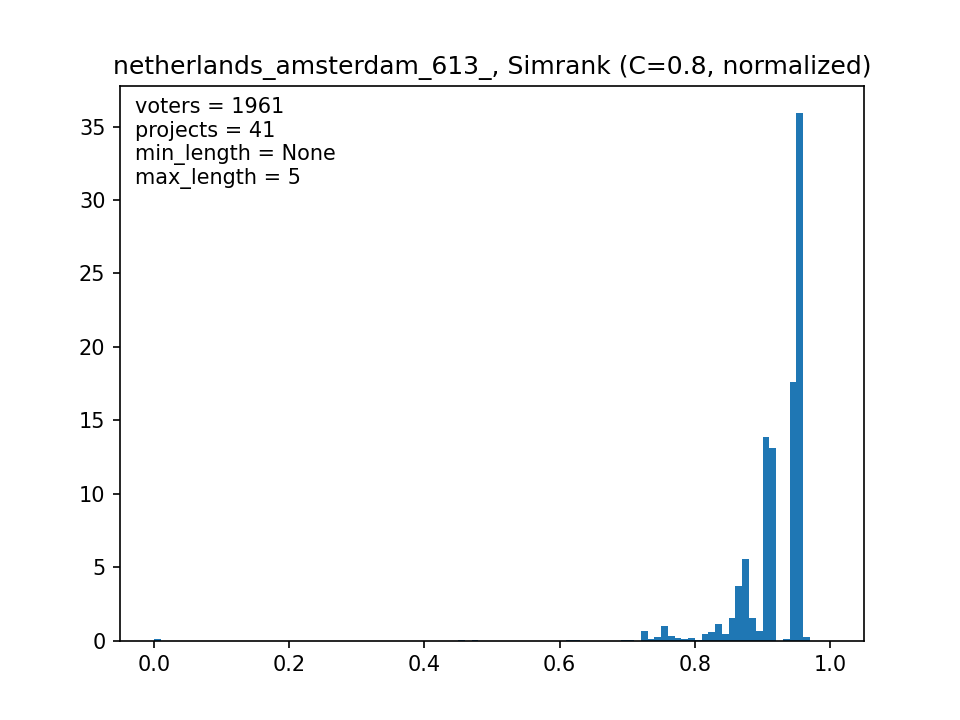 netherlands_amsterdam_613_, Simrank (C=0.8, normalized)
voters = 1961
projects = 41
min_length = None
max_length = 5
35
30
25
20
15
10
5
0
0.0 0.2 0.4 0.6 0.8 1.0